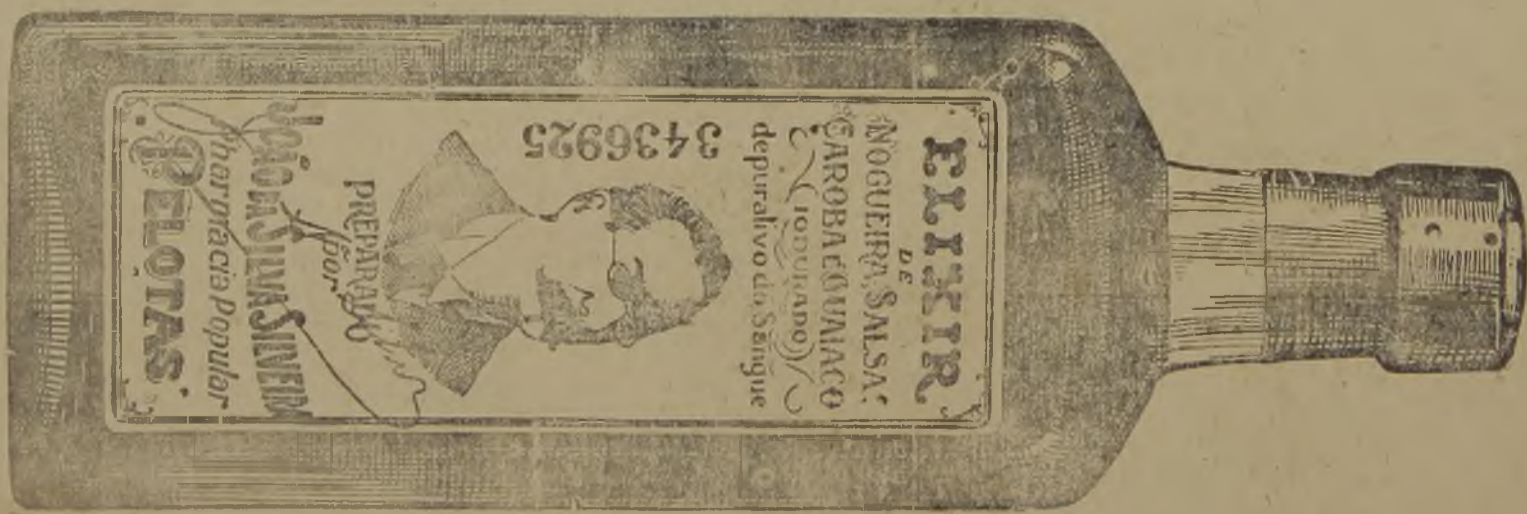 ELIXIR
DE
NOGUEIRA, SALSA,
CAROBA E GUAIACO
(IODURADO)
depurativo do Sangue
3436925
PREPARADO
por
JOÃO DA SILVA SILVEIRA
Pharmacia Popular
PELOTAS